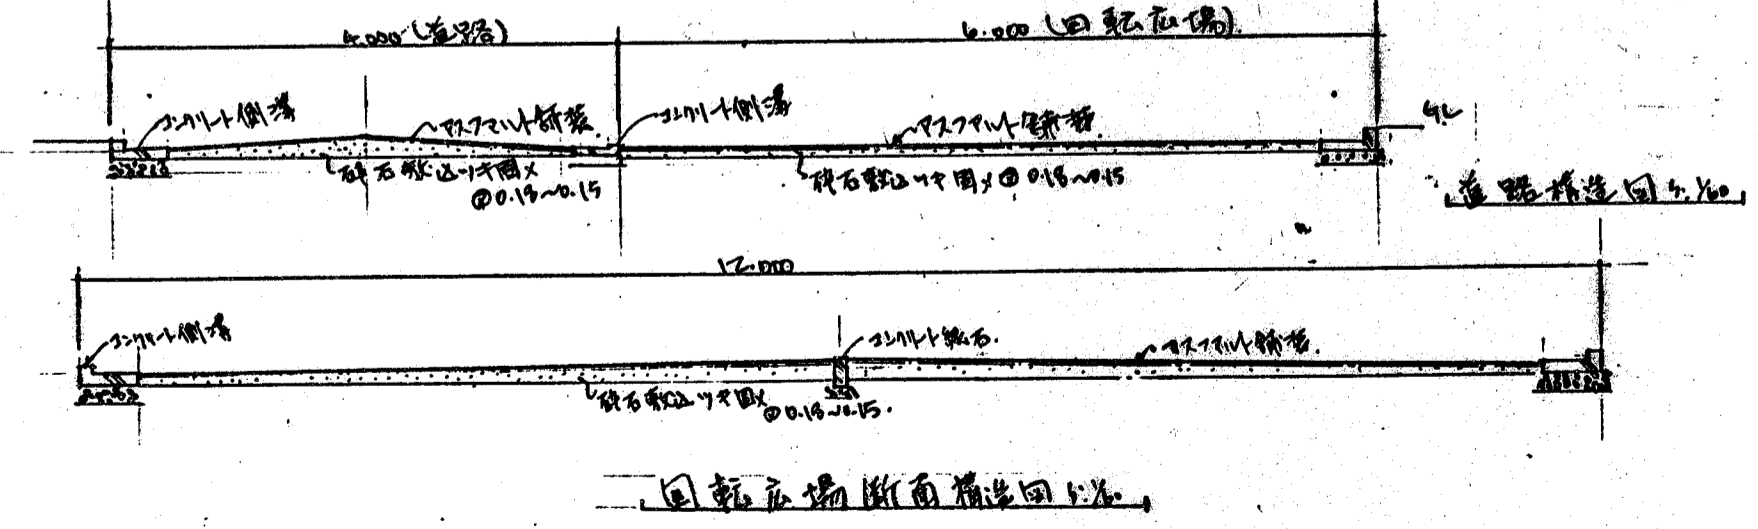 4.000 (道路)
6.000 (回転広場)
コンクリート側溝
アスファルト舗装
コンクリート側溝
アスファルト舗装
G.L
砕石敷込ツキ固メ
@0.18~0.15
砕石敷込ツキ固メ @ 0.18~0.15
道路構造図 S.1/60
12.000
コンクリート側溝
コンクリート縁石.
アスファルト舗装.
砕石敷込ツキ固メ
@0.18~0.15.
回転広場断面構造図